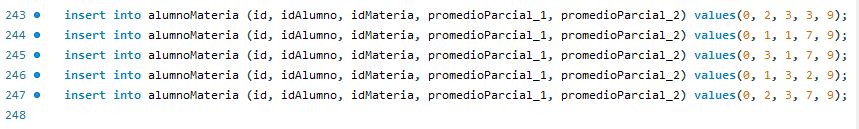 243 insert into alumnoMateria (id, idAlumno, idMateria, promedioParcial_1, promedioParcial_2) values(0, 2, 3, 3, 9);
244 insert into alumnoMateria (id, idAlumno, idMateria, promedioParcial_1, promedioParcial_2) values(0, 1, 1, 7, 9);
245 insert into alumnoMateria (id, idAlumno, idMateria, promedioParcial_1, promedioParcial_2) values(0, 3, 1, 7, 9);
246 insert into alumnoMateria (id, idAlumno, idMateria, promedioParcial_1, promedioParcial_2) values(0, 1, 3, 2, 9);
247 insert into alumnoMateria (id, idAlumno, idMateria, promedioParcial_1, promedioParcial_2) values(0, 2, 3, 7, 9);
248